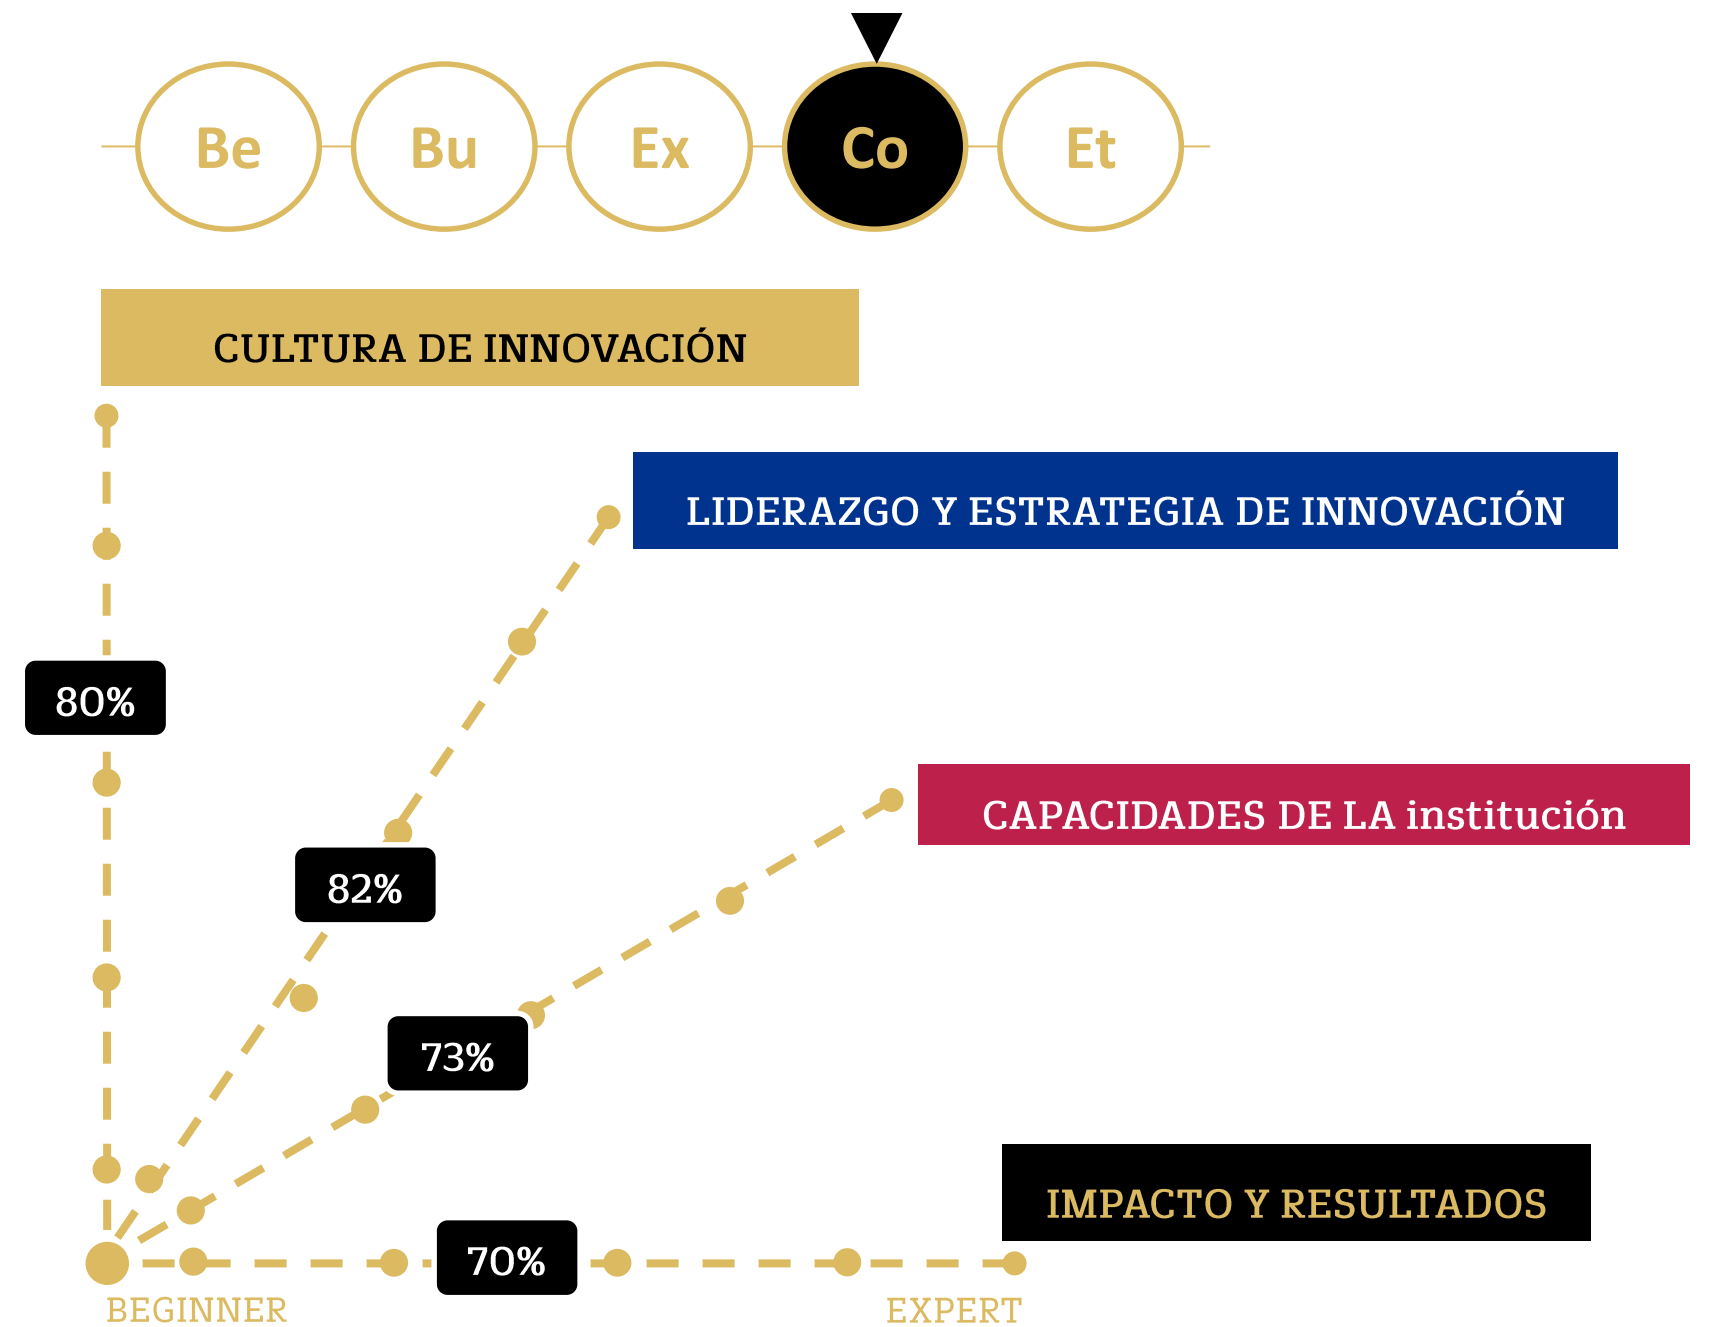 Be Bu Ex Co Et
CULTURA DE INNOVACIÓN
LIDERAZGO Y ESTRATEGIA DE INNOVACIÓN
80%
CAPACIDADES DE LA institución
82%
73%
IMPACTO Y RESULTADOS
70%
BEGINNER EXPERT